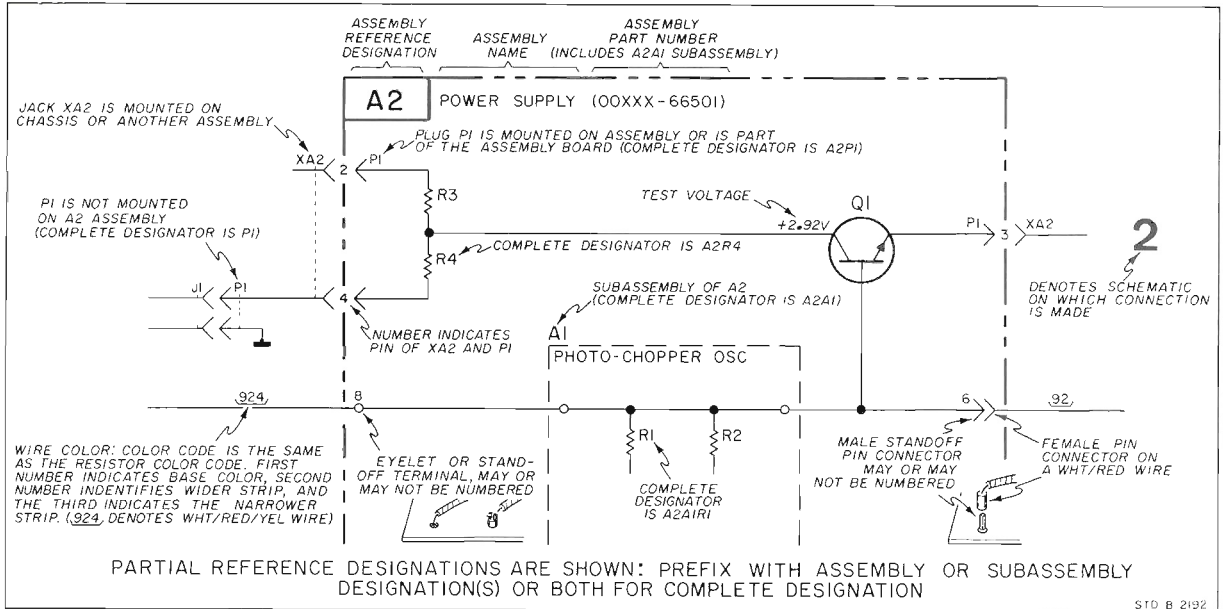 ASSEMBLY
REFERENCE
DESIGNATION
ASSEMBLY
NAME
ASSEMBLY
PART NUMBER
(INCLUDES A2A1 SUBASSEMBLY)
A2
POWER SUPPLY (00XXX-66501)
JACK XA2 IS MOUNTED ON
CHASSIS OR ANOTHER ASSEMBLY
XA2
2
P1
PLUG P1 IS MOUNTED ON ASSEMBLY OR IS PART
OF THE ASSEMBLY BOARD (COMPLETE DESIGNATOR IS A2P1)
R3
P1 IS NOT MOUNTED
ON A2 ASSEMBLY
(COMPLETE DESIGNATOR IS P1)
TEST VOLTAGE
+2.92V
Q1
P1
3
XA2
2
DENOTES SCHEMATIC
ON WHICH CONNECTION
IS MADE
R4
COMPLETE DESIGNATOR IS A2R4
J1
P1
4
NUMBER INDICATES
PIN OF XA2 AND P1
SUBASSEMBLY OF A2
(COMPLETE DESIGNATOR IS A2A1)
A1
PHOTO-CHOPPER OSC
924
8
6
92
R1
R2
WIRE COLOR: COLOR CODE IS THE SAME
AS THE RESISTOR COLOR CODE. FIRST
NUMBER INDICATES BASE COLOR, SECOND
NUMBER INDENTIFIES WIDER STRIP, AND
THE THIRD INDICATES THE NARROWER
STRIP. (924 DENOTES WHT/RED/YEL WIRE)
EYELET OR STAND-
OFF TERMINAL, MAY OR
MAY NOT BE NUMBERED
COMPLETE
DESIGNATOR
IS A2A1R1
MALE STANDOFF
PIN CONNECTOR
MAY OR MAY
NOT BE NUMBERED
FEMALE PIN
CONNECTOR ON
A WHT/RED WIRE
PARTIAL REFERENCE DESIGNATIONS ARE SHOWN: PREFIX WITH ASSEMBLY OR SUBASSEMBLY
DESIGNATION(S) OR BOTH FOR COMPLETE DESIGNATION
STD B 2192